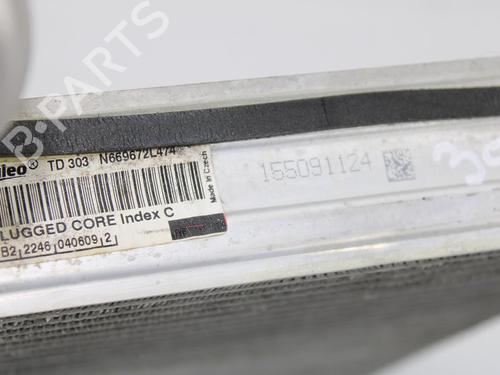 B-PARTS
leo® TD 303 N669672L474
Made in Czech
155091124
LUGGED CORE Index C
B2 2246 040609 2